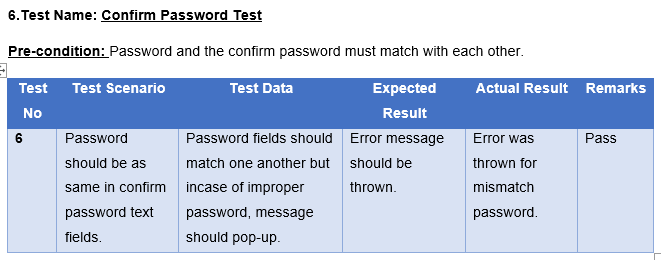 6.Test Name: Confirm Password Test
Pre-condition: Password and the confirm password must match with each other.
Test No
Test Scenario
Test Data
Expected Result
Actual Result
Remarks
6
Password
should be as
same in confirm
password text
fields.
Password fields should
match one another but
incase of improper
password, message
should pop-up.
Error message
should be
thrown.
Error was
thrown for
mismatch
password.
Pass